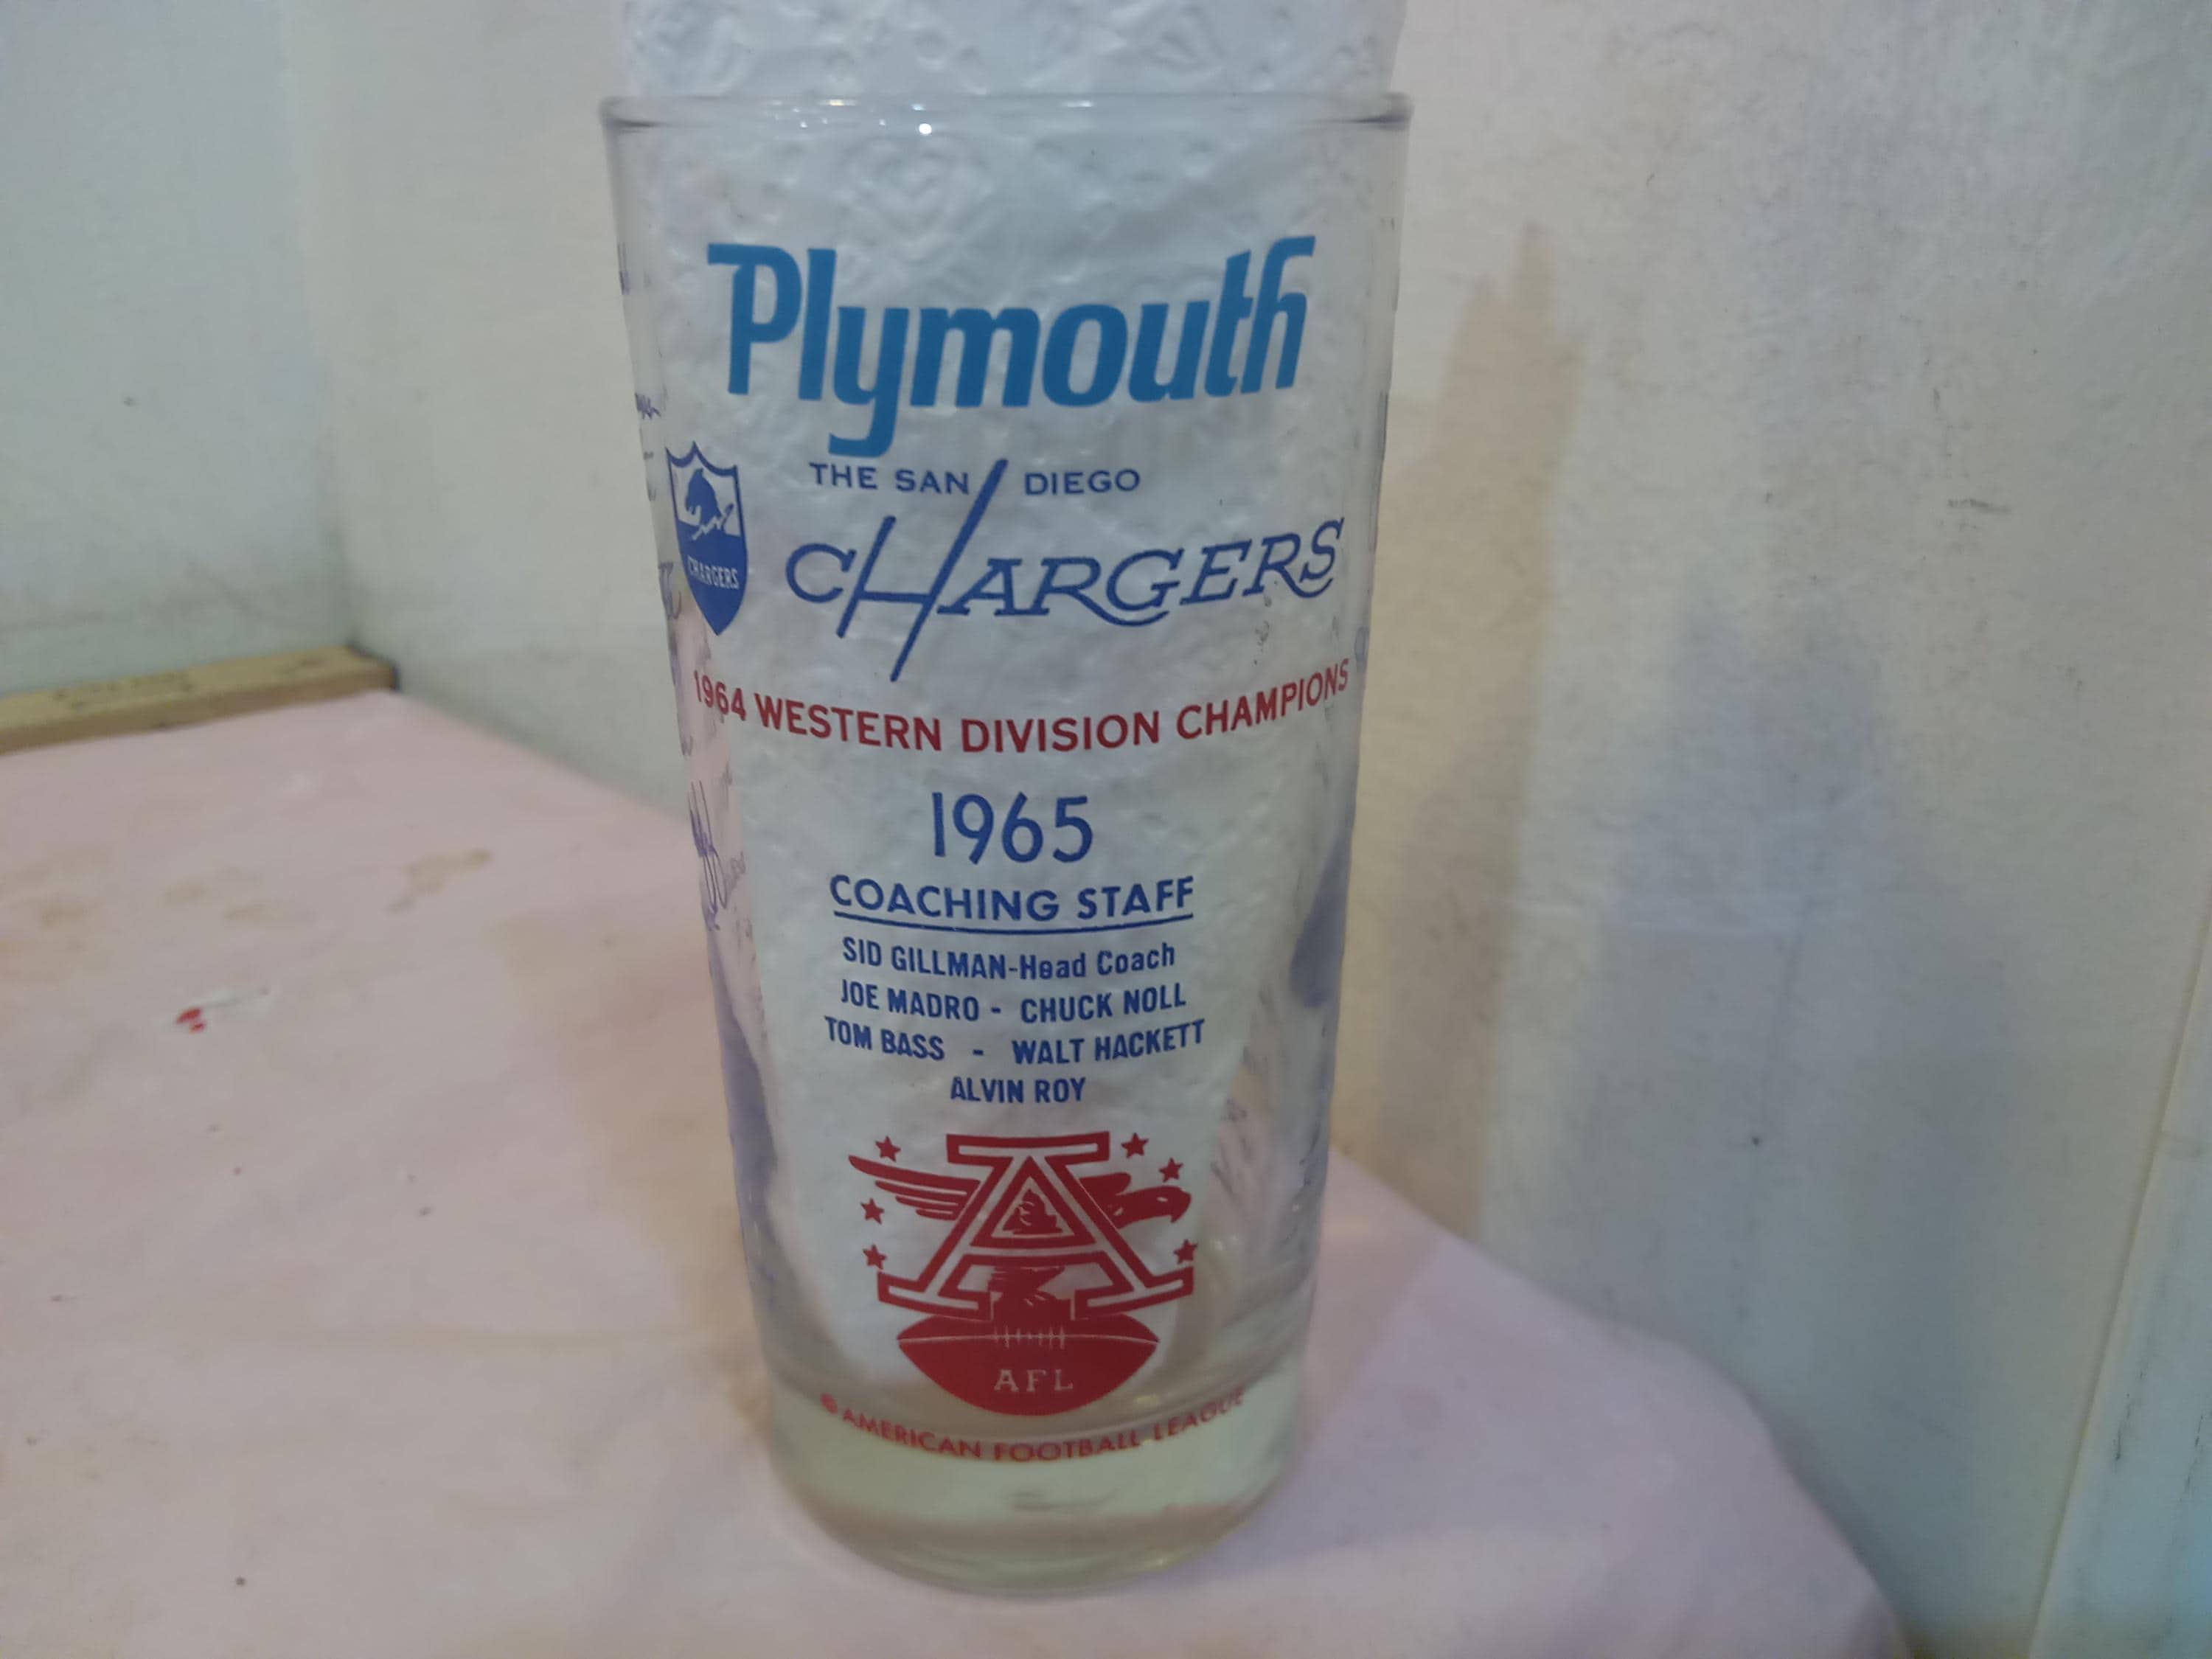 Plymouth
THE SAN DIEGO
CHARGERS
CHARGERS
1964 WESTERN DIVISION CHAMPIONS
1965
COACHING STAFF
SID GILLMAN-Head Coach
JOE MADRO - CHUCK NOLL
TOM BASS - WALT HACKETT
ALVIN ROY
AFL
© AMERICAN FOOTBALL LEAGUE